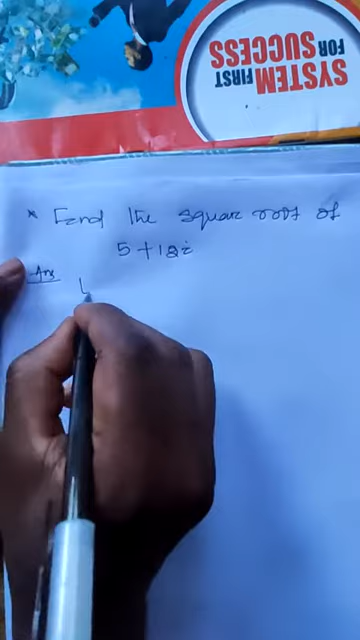 SYSTEM
FIRST SUCCESS
FOR
* Find the square root of
5+12i
Ans